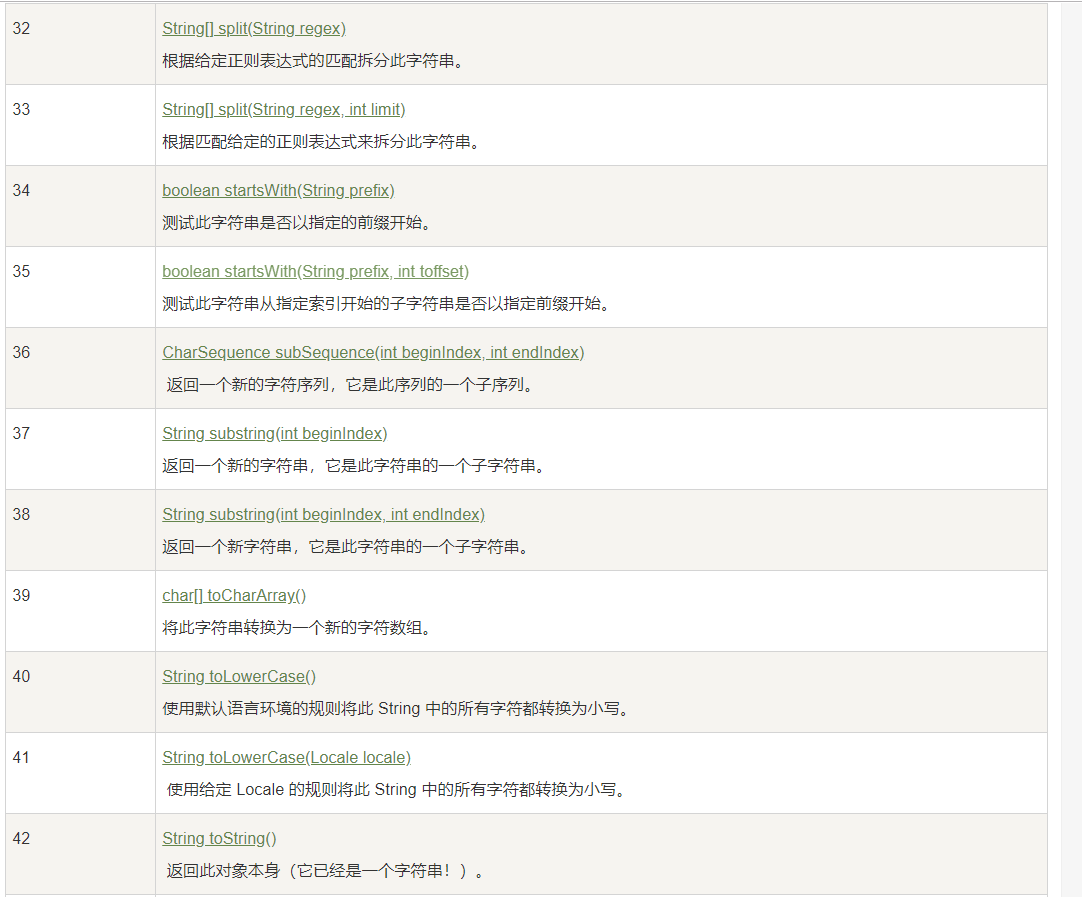 32
String[] split(String regex)
根据给定正则表达式的匹配拆分此字符串。
33
String[] split(String regex, int limit)
根据匹配给定的正则表达式来拆分此字符串。
34
boolean startsWith(String prefix)
测试此字符串是否以指定的前缀开始。
35
boolean startsWith(String prefix, int toffset)
测试此字符串从指定索引开始的子字符串是否以指定前缀开始。
36
CharSequence subSequence(int beginIndex, int endIndex)
返回一个新的字符序列，它是此序列的一个子序列。
37
String substring(int beginIndex)
返回一个新的字符串，它是此字符串的一个子字符串。
38
String substring(int beginIndex, int endIndex)
返回一个新字符串，它是此字符串的一个子字符串。
39
char[] toCharArray()
将此字符串转换为一个新的字符数组。
40
String toLowerCase()
使用默认语言环境的规则将此 String 中的所有字符都转换为小写。
41
String toLowerCase(Locale locale)
使用给定 Locale 的规则将此 String 中的所有字符都转换为小写。
42
String toString()
返回此对象本身（它已经是一个字符串！）。